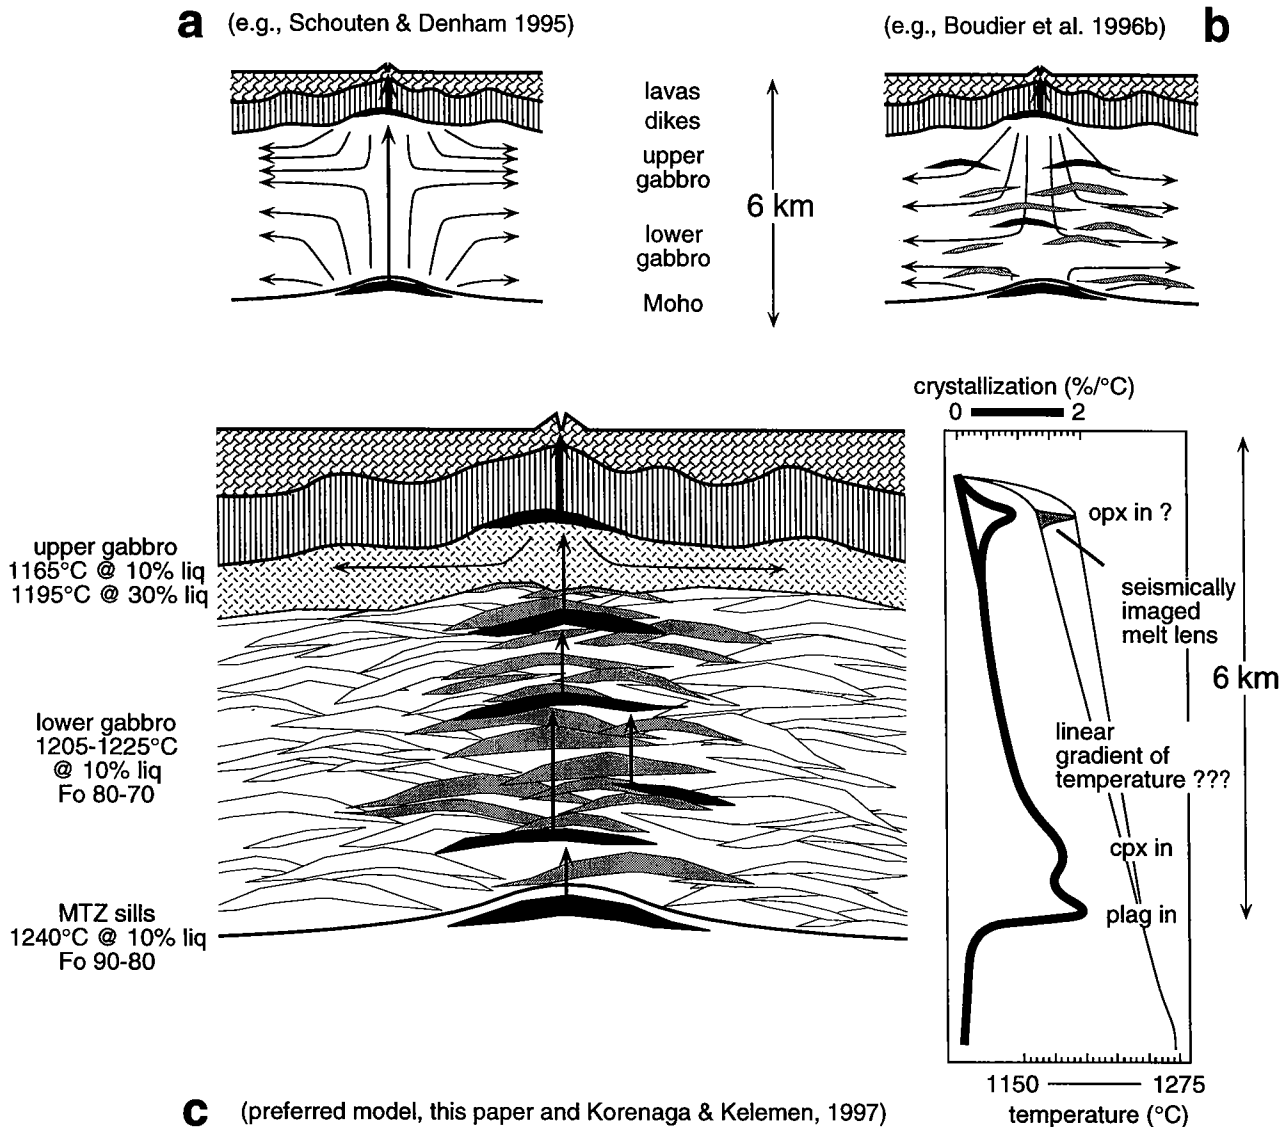 a (e.g., Schouten & Denham 1995)
(e.g., Boudier et al. 1996b) b
lavas
dikes
upper
gabbro
6 km
lower
gabbro
Moho
crystallization (%/°C)
0 2
opx in ?
seismically
imaged
melt lens
6 km
linear
gradient of
temperature ???
cpx in
plag in
1150 1275
temperature (°C)
upper gabbro
1165°C @ 10% liq
1195°C @ 30% liq
lower gabbro
1205-1225°C
@ 10% liq
Fo 80-70
MTZ sills
1240°C @ 10% liq
Fo 90-80
c (preferred model, this paper and Korenaga & Kelemen, 1997)